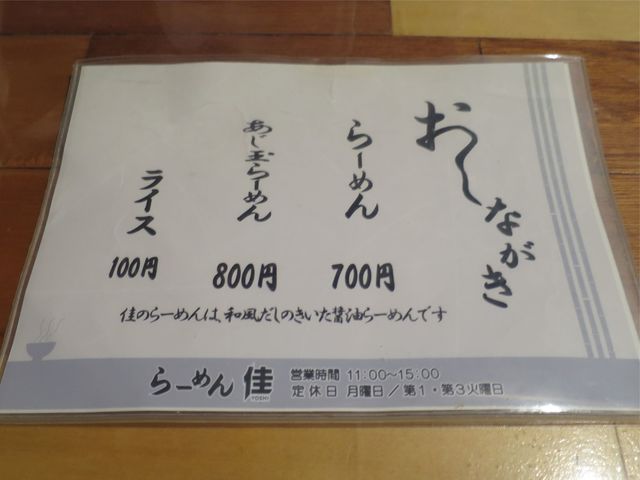 おしながき
らーめん 700円
あじ玉らーめん 800円
ライス 100円
佳のらーめんは、和風だしのきいた醤油らーめんです
らーめん 佳 YOSHI
営業時間 11:00~15:00
定休日 月曜日/第1・第3火曜日